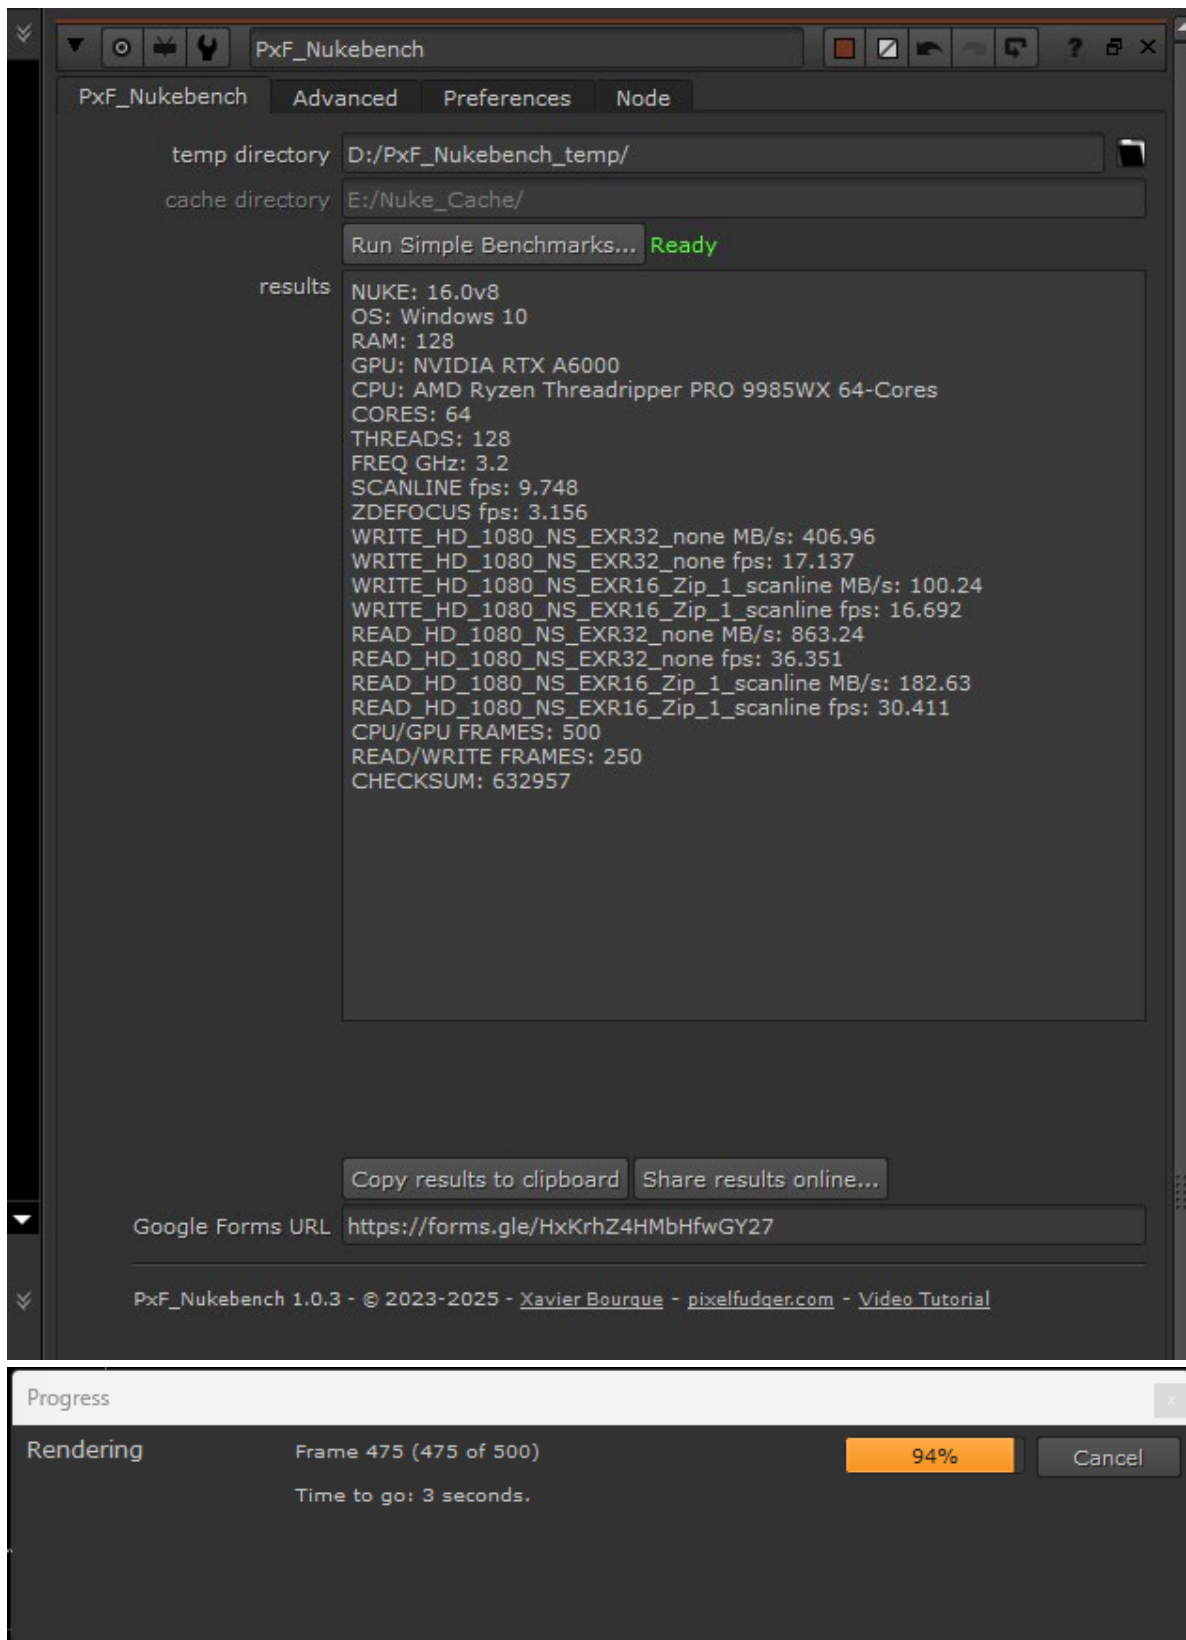 PxF_Nukebench
PxF_Nukebench Advanced Preferences Node
temp directory D:/PxF_Nukebench_temp/
cache directory E:/Nuke_Cache/
Run Simple Benchmarks... Ready
results
NUKE: 16.0v8
OS: Windows 10
RAM: 128
GPU: NVIDIA RTX A6000
CPU: AMD Ryzen Threadripper PRO 9985WX 64-Cores
CORES: 64
THREADS: 128
FREQ GHz: 3.2
SCANLINE fps: 9.748
ZDEFOCUS fps: 3.156
WRITE_HD_1080_NS_EXR32_none MB/s: 406.96
WRITE_HD_1080_NS_EXR32_none fps: 17.137
WRITE_HD_1080_NS_EXR16_Zip_1_scanline MB/s: 100.24
WRITE_HD_1080_NS_EXR16_Zip_1_scanline fps: 16.692
READ_HD_1080_NS_EXR32_none MB/s: 863.24
READ_HD_1080_NS_EXR32_none fps: 36.351
READ_HD_1080_NS_EXR16_Zip_1_scanline MB/s: 182.63
READ_HD_1080_NS_EXR16_Zip_1_scanline fps: 30.411
CPU/GPU FRAMES: 500
READ/WRITE FRAMES: 250
CHECKSUM: 632957
Copy results to clipboard Share results online...
Google Forms URL https://forms.gle/HxKrhZ4HMbHfwGY27
PxF_Nukebench 1.0.3 - © 2023-2025 - Xavier Bourque - pixelfudger.com - Video Tutorial
Progress
Rendering Frame 475 (475 of 500) 94% Cancel
Time to go: 3 seconds.